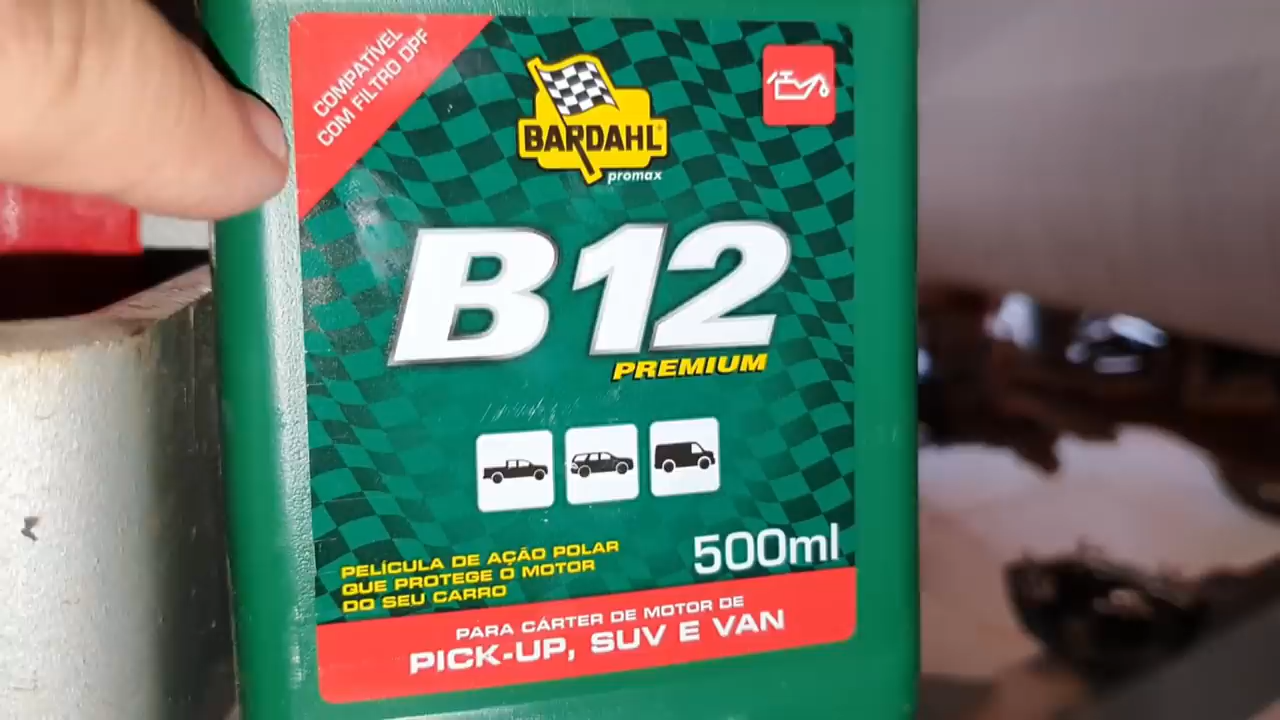 COMPATÍVEL
COM FILTRO DPF
BARDAHL
promax
B12
PREMIUM
PELÍCULA DE AÇÃO POLAR
QUE PROTEGE O MOTOR
DO SEU CARRO
500ml
PARA CÁRTER DE MOTOR DE
PICK-UP, SUV E VAN